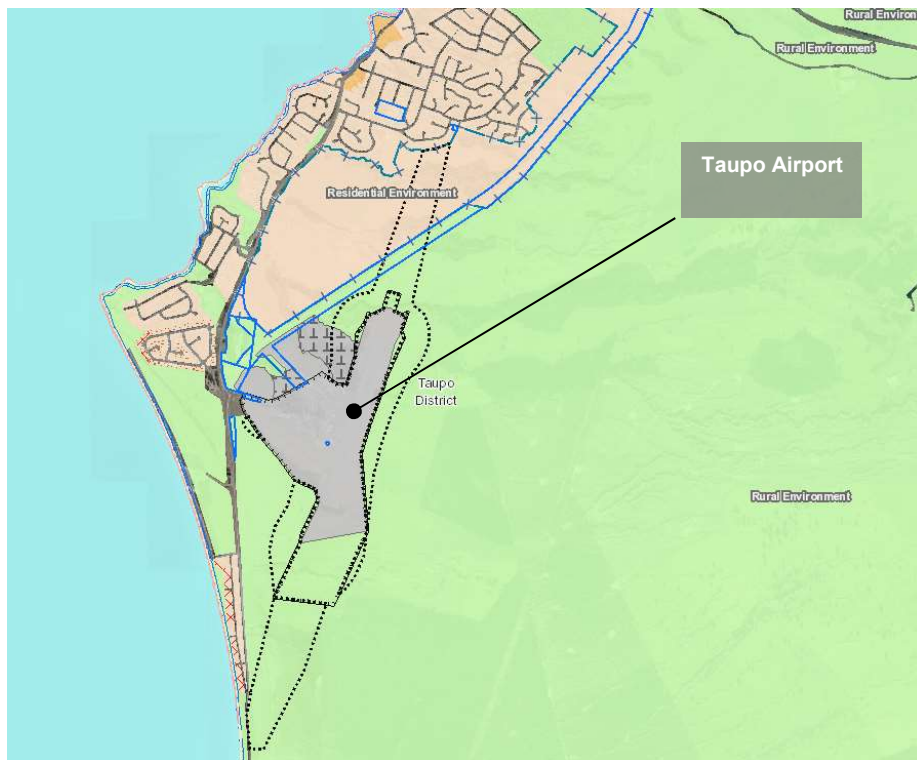 Rural Environ
Rural Environment
Taupo Airport
Residential Environment
Taupo
District
Rural Environment